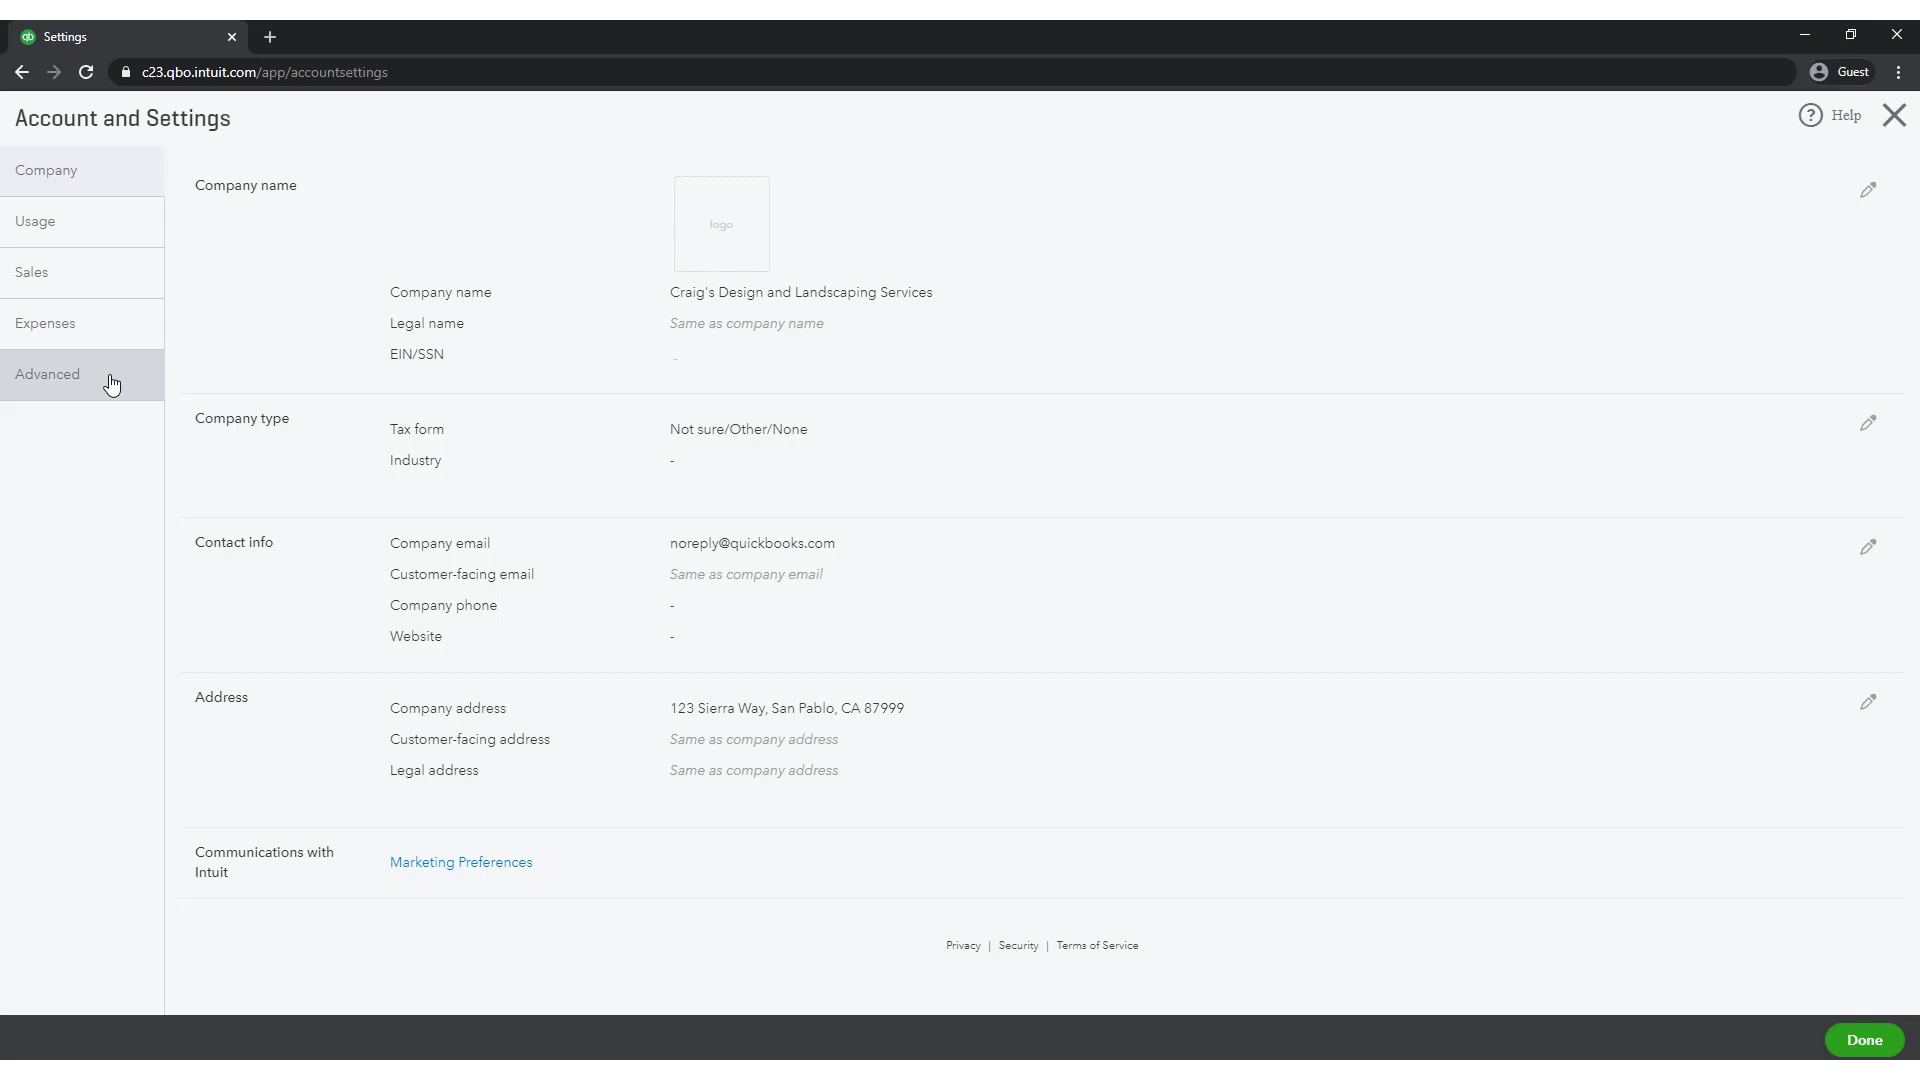 Settings
c23.qbo.intuit.com/app/accountsettings
Guest
Account and Settings
Help
Company
Usage
Sales
Expenses
Advanced
Company name
logo
Company name Craig's Design and Landscaping Services
Legal name Same as company name
EIN/SSN -
Company type
Tax form Not sure/Other/None
Industry -
Contact info
Company email noreply@quickbooks.com
Customer-facing email Same as company email
Company phone -
Website -
Address
Company address 123 Sierra Way, San Pablo, CA 87999
Customer-facing address Same as company address
Legal address Same as company address
Communications with
Intuit
Marketing Preferences
Privacy | Security | Terms of Service
Done